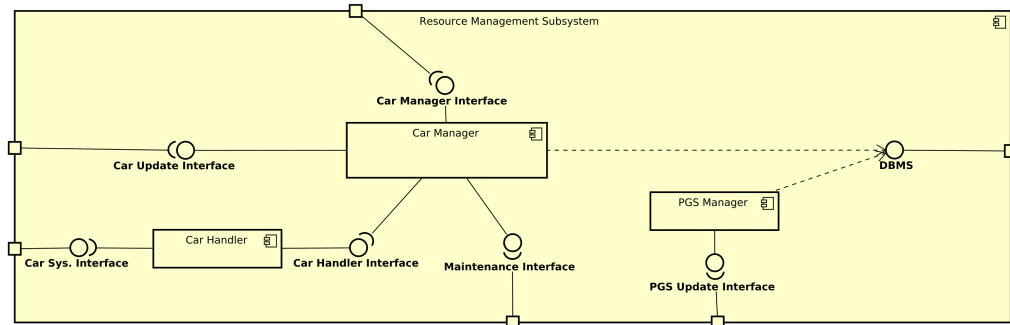 Resource Management Subsystem
Car Manager Interface
Car Manager
Car Update Interface
DBMS
PGS Manager
Car Handler
Car Sys. Interface
Car Handler Interface
Maintenance Interface
PGS Update Interface